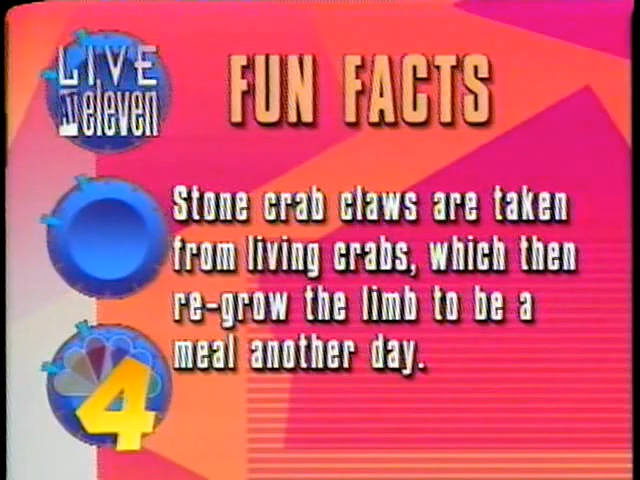 LIVE
AT eleven
FUN FACTS
Stone crab claws are taken
from living crabs, which then
re-grow the limb to be a
meal another day.
4